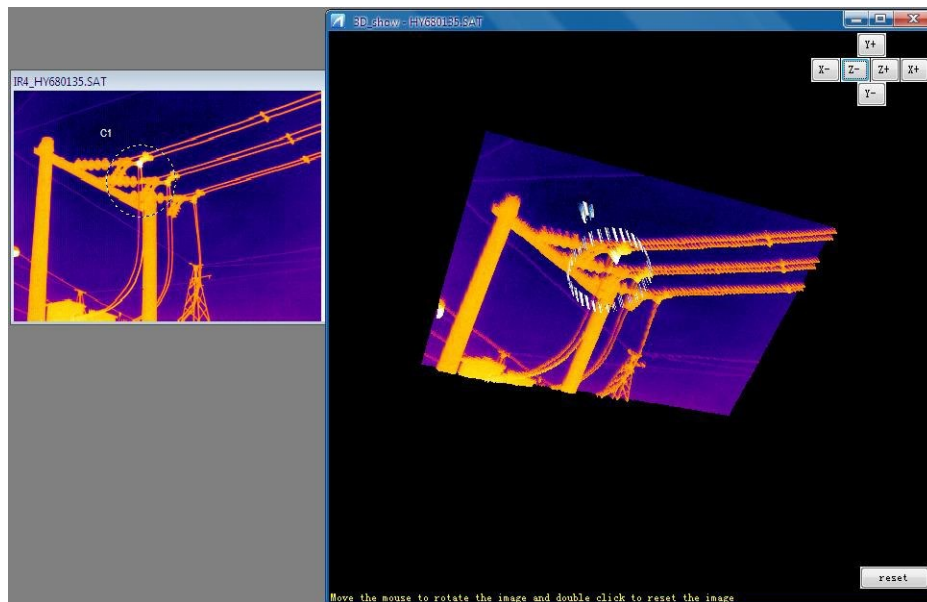 3D_show - HY680135.SAT
Y+
X-
Z-
Z+
X+
Y-
IR4_HY680135.SAT
C1
reset
Move the mouse to rotate the image and double click to reset the image